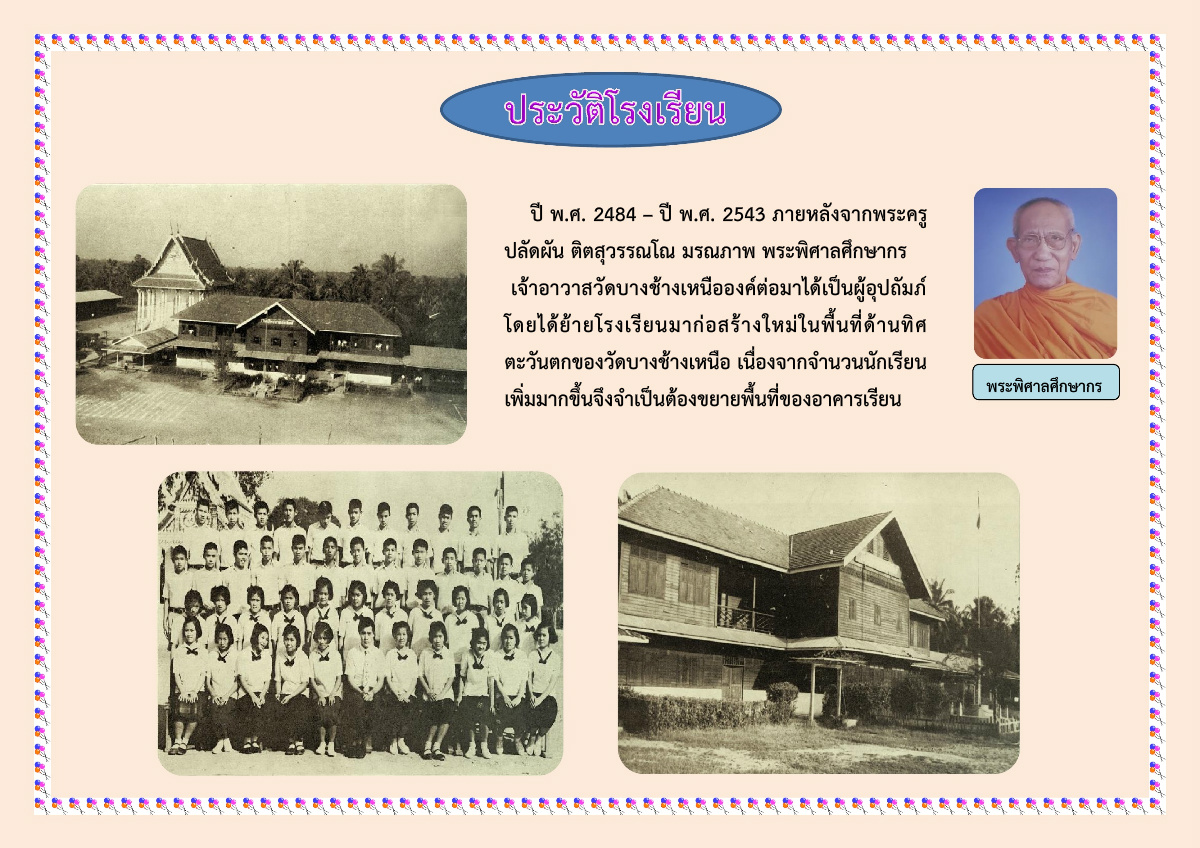 ประวัติโรงเรียน
ปี พ.ศ. 2484 – ปี พ.ศ. 2543 ภายหลังจากพระครู
ปลัดผัน ติตสุวรรณโณ มรณภาพ พระพิศาลศึกษากร
เจ้าอาวาสวัดบางช้างเหนือองค์ต่อมาได้เป็นผู้อุปถัมภ์
โดยได้ย้ายโรงเรียนมาก่อสร้างใหม่ในพื้นที่ด้านทิศ
ตะวันตกของวัดบางช้างเหนือ เนื่องจากจำนวนนักเรียน
เพิ่มมากขึ้นจึงจำเป็นต้องขยายพื้นที่ของอาคารเรียน
พระพิศาลศึกษากร